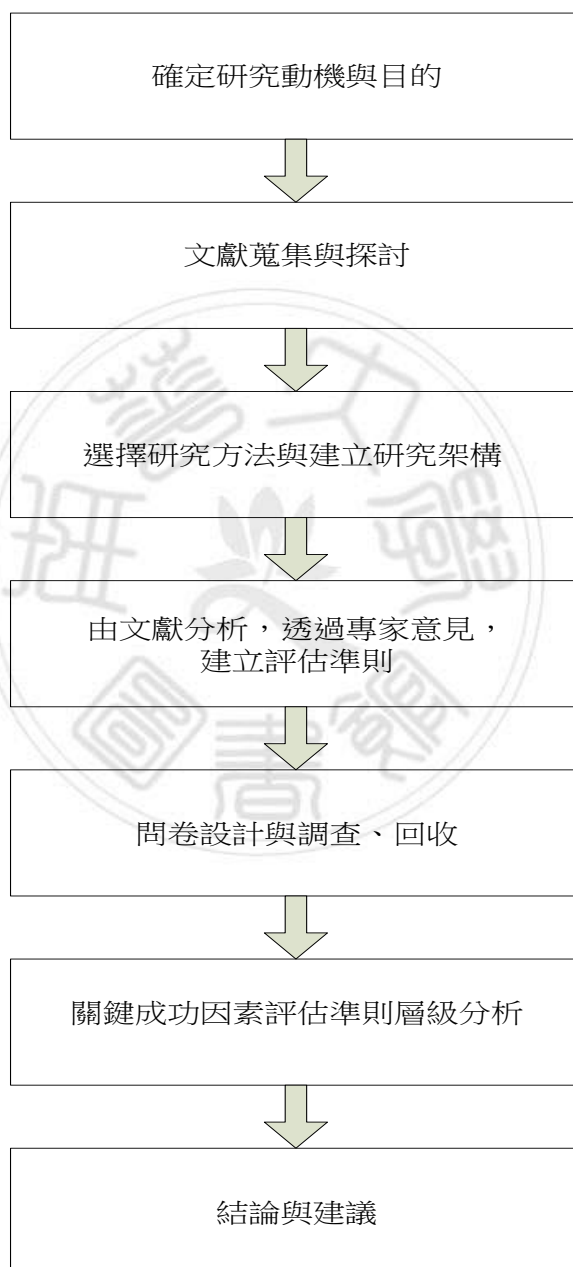 確定研究動機與目的
文獻蒐集與探討
選擇研究方法與建立研究架構
由文獻分析，透過專家意見，
建立評估準則
問卷設計與調查、回收
關鍵成功因素評估準則層級分析
結論與建議